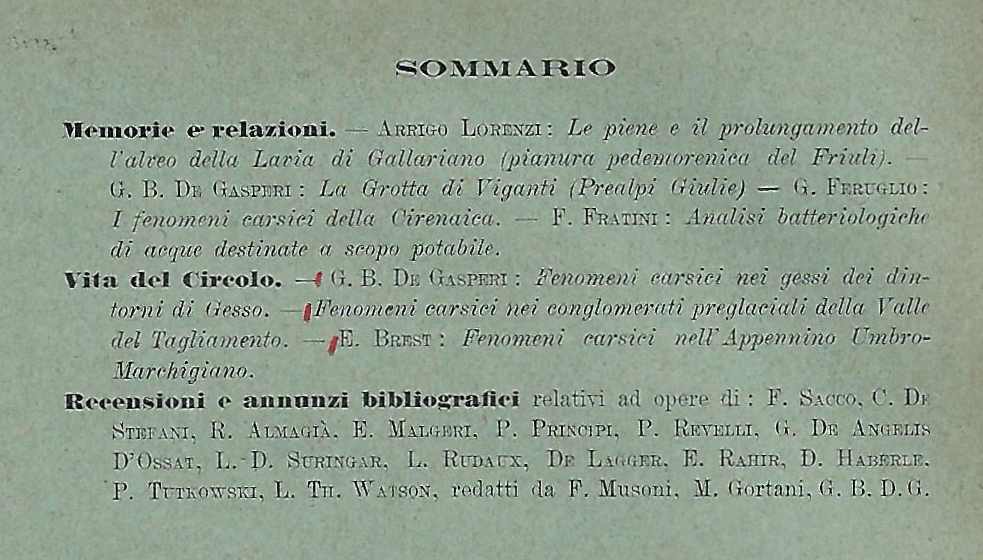 SOMMARIO
Memorie e relazioni. — ARRIGO LORENZI: Le piene e il prolungamento del-
l'alveo della Lavia di Gallariano (pianura pedemorenica del Friuli). —
G. B. DE GASPERI: La Grotta di Viganti (Prealpi Giulie) — G. FERUGLIO:
I fenomeni carsici della Cirenaica. — F. FRATINI: Analisi batteriologiche
di acque destinate a scopo potabile.
Vita del Circolo. — G. B. DE GASPERI: Fenomeni carsici nei gessi dei din-
torni di Gesso. — Fenomeni carsici nei conglomerati preglaciali della Valle
del Tagliamento. — E. BREST: Fenomeni carsici nell'Appennino Umbro-
Marchigiano.
Recensioni e annunzi bibliografici relativi ad opere di: F. SACCO, C. DE
STEFANI, R. ALMAGIÀ, E. MALGERI, P. PRINCIPI, P. REVELLI, G. DE ANGELIS
D'OSSAT, L.-D. SURINGAR, L. RUDAUX, DE LAGGER, E. RAHIR, D. HABERLE,
P. TUTKOWSKI, L. TH. WATSON, redatti da F. Musoni, M. Gortani, G. B. D. G.